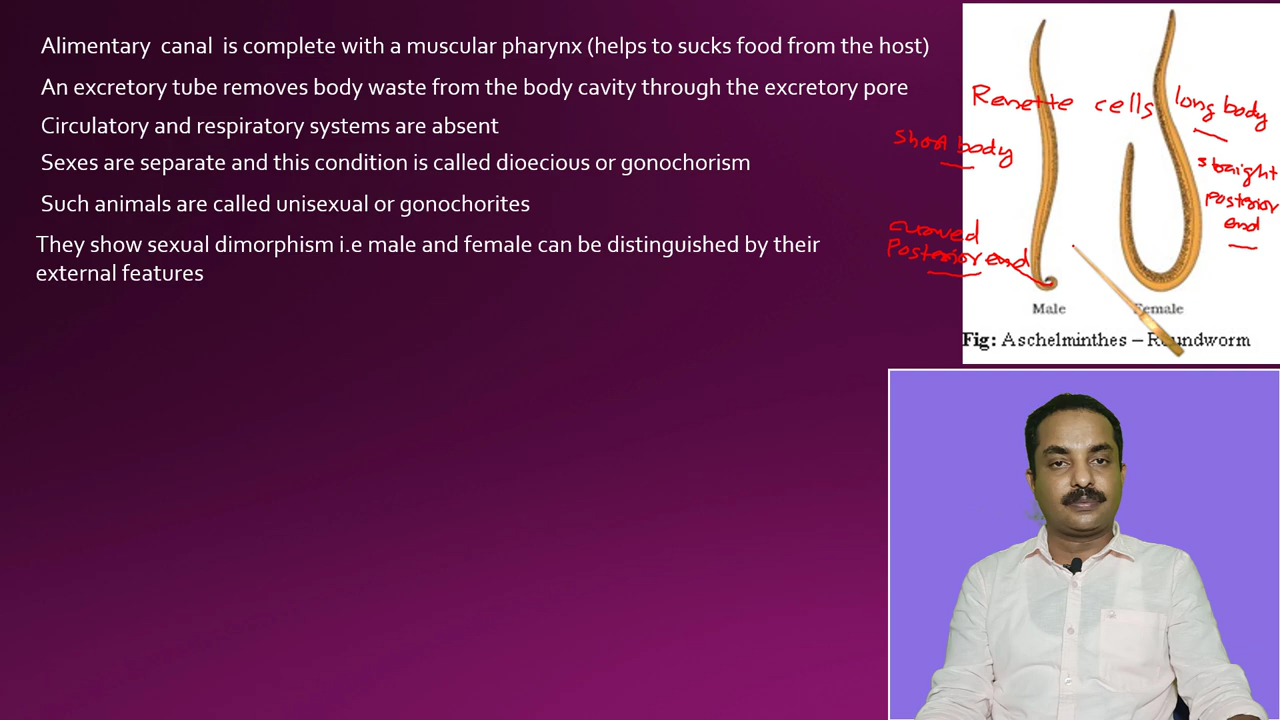 Alimentary canal is complete with a muscular pharynx (helps to sucks food from the host)
An excretory tube removes body waste from the body cavity through the excretory pore
Circulatory and respiratory systems are absent
Sexes are separate and this condition is called dioecious or gonochorism
Such animals are called unisexual or gonochorites
They show sexual dimorphism i.e male and female can be distinguished by their
external features
Renette cells
long body
short body
straight
posterior
end
curved
Posterior end
Male
Female
Fig: Aschelminthes – Roundworm